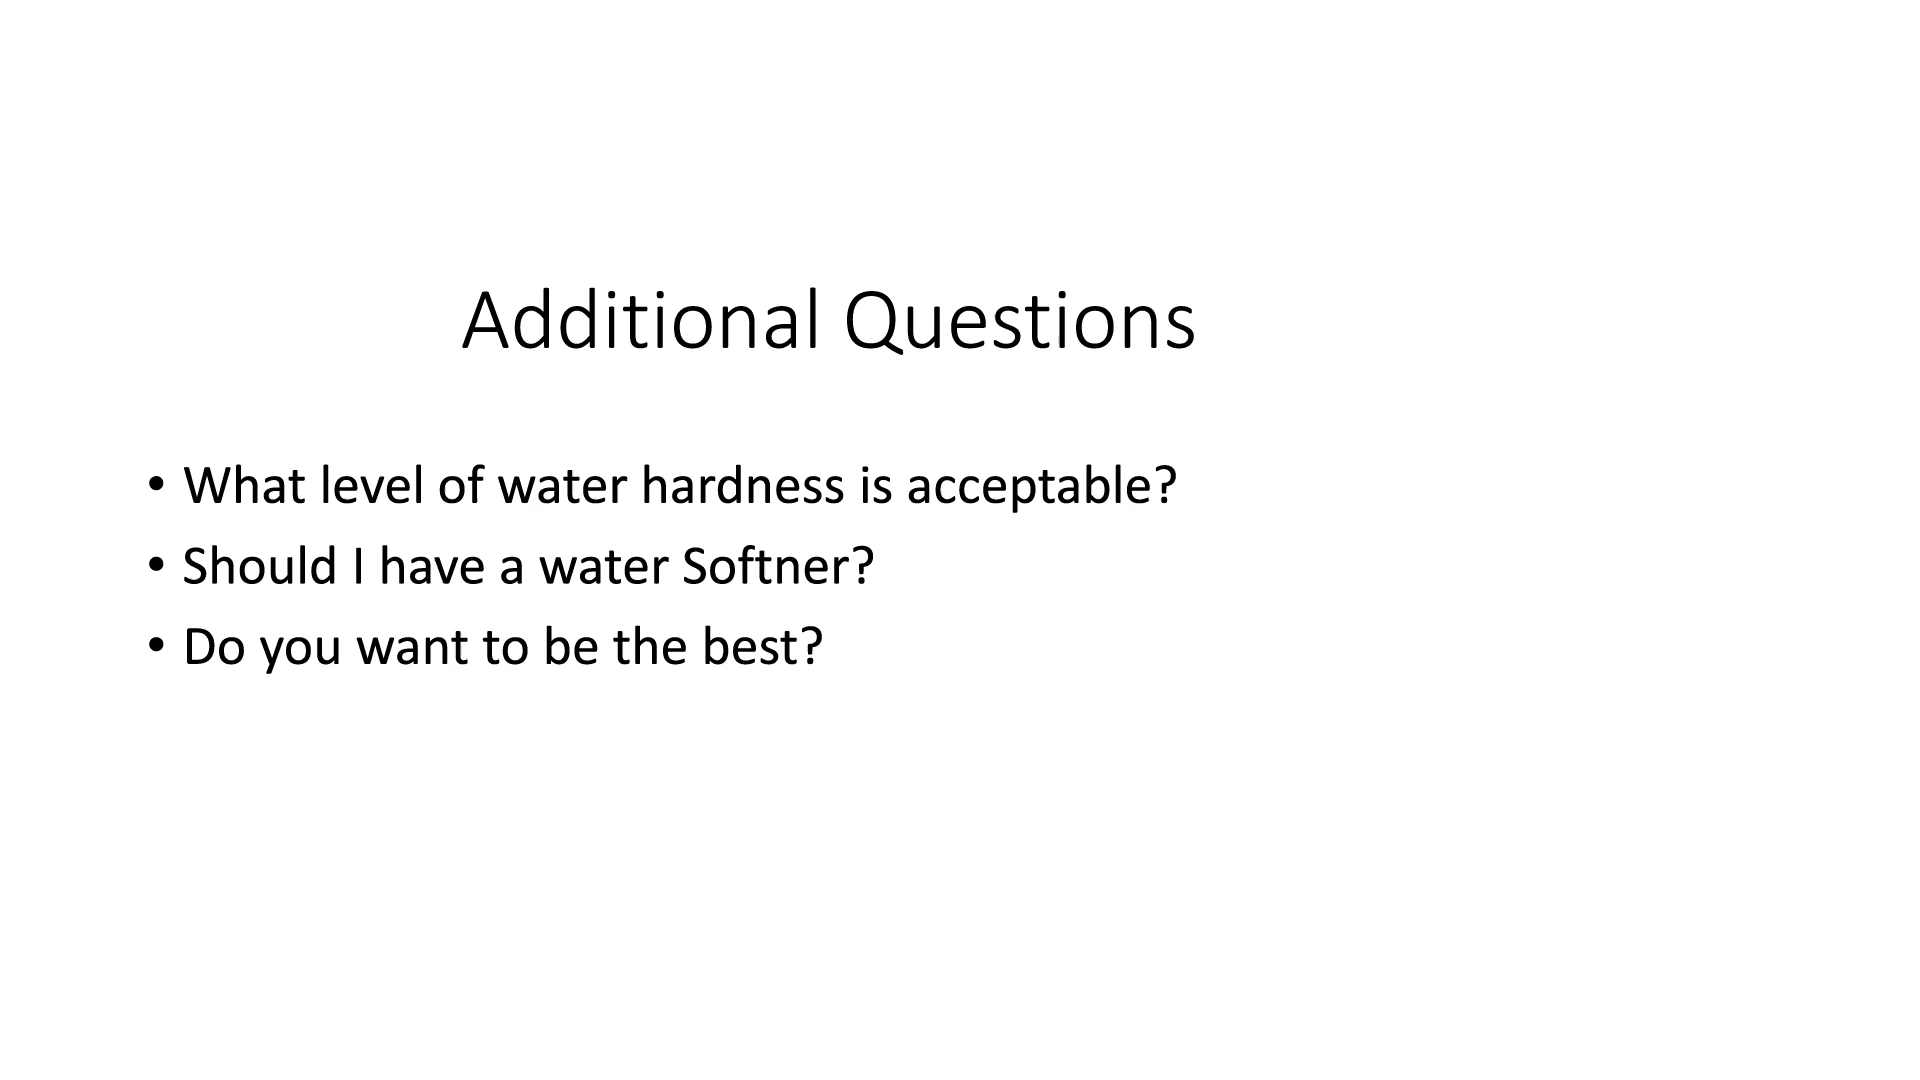 Additional Questions
• What level of water hardness is acceptable?
• Should I have a water Softner?
• Do you want to be the best?